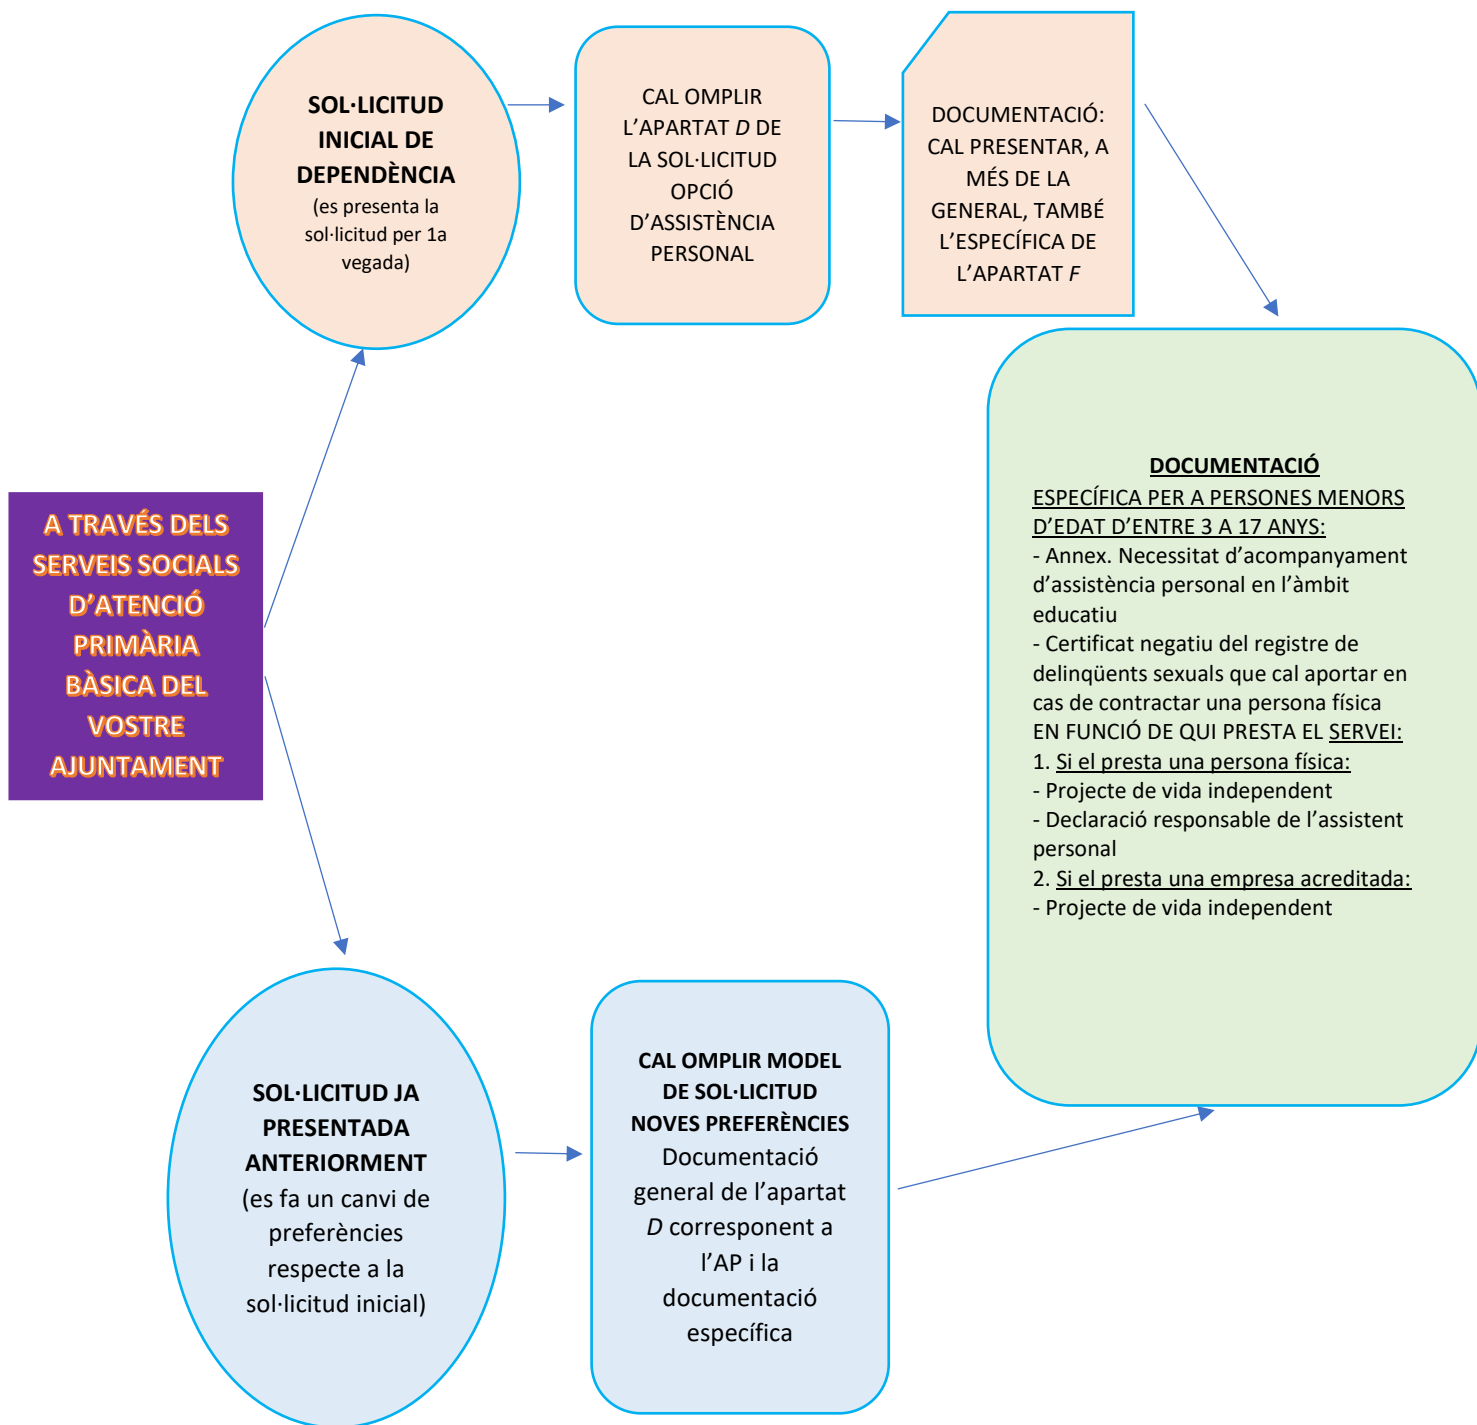 SOL·LICITUD
INICIAL DE
DEPENDÈNCIA
(es presenta la
sol·licitud per 1a
vegada)
CAL OMPLIR
L’APARTAT D DE
LA SOL·LICITUD
OPCIÓ
D’ASSISTÈNCIA
PERSONAL
DOCUMENTACIÓ:
CAL PRESENTAR, A
MÉS DE LA
GENERAL, TAMBÉ
L’ESPECÍFICA DE
L’APARTAT F
A TRAVÉS DELS
SERVEIS SOCIALS
D’ATENCIÓ
PRIMÀRIA
BÀSICA DEL
VOSTRE
AJUNTAMENT
DOCUMENTACIÓ
ESPECÍFICA PER A PERSONES MENORS
D’EDAT D’ENTRE 3 A 17 ANYS:
- Annex. Necessitat d’acompanyament
d’assistència personal en l’àmbit
educatiu
- Certificat negatiu del registre de
delinqüents sexuals que cal aportar en
cas de contractar una persona física
EN FUNCIÓ DE QUI PRESTA EL SERVEI:
1. Si el presta una persona física:
- Projecte de vida independent
- Declaració responsable de l’assistent
personal
2. Si el presta una empresa acreditada:
- Projecte de vida independent
SOL·LICITUD JA
PRESENTADA
ANTERIORMENT
(es fa un canvi de
preferències
respecte a la
sol·licitud inicial)
CAL OMPLIR MODEL
DE SOL·LICITUD
NOVES PREFERÈNCIES
Documentació
general de l’apartat
D corresponent a
l’AP i la
documentació
específica